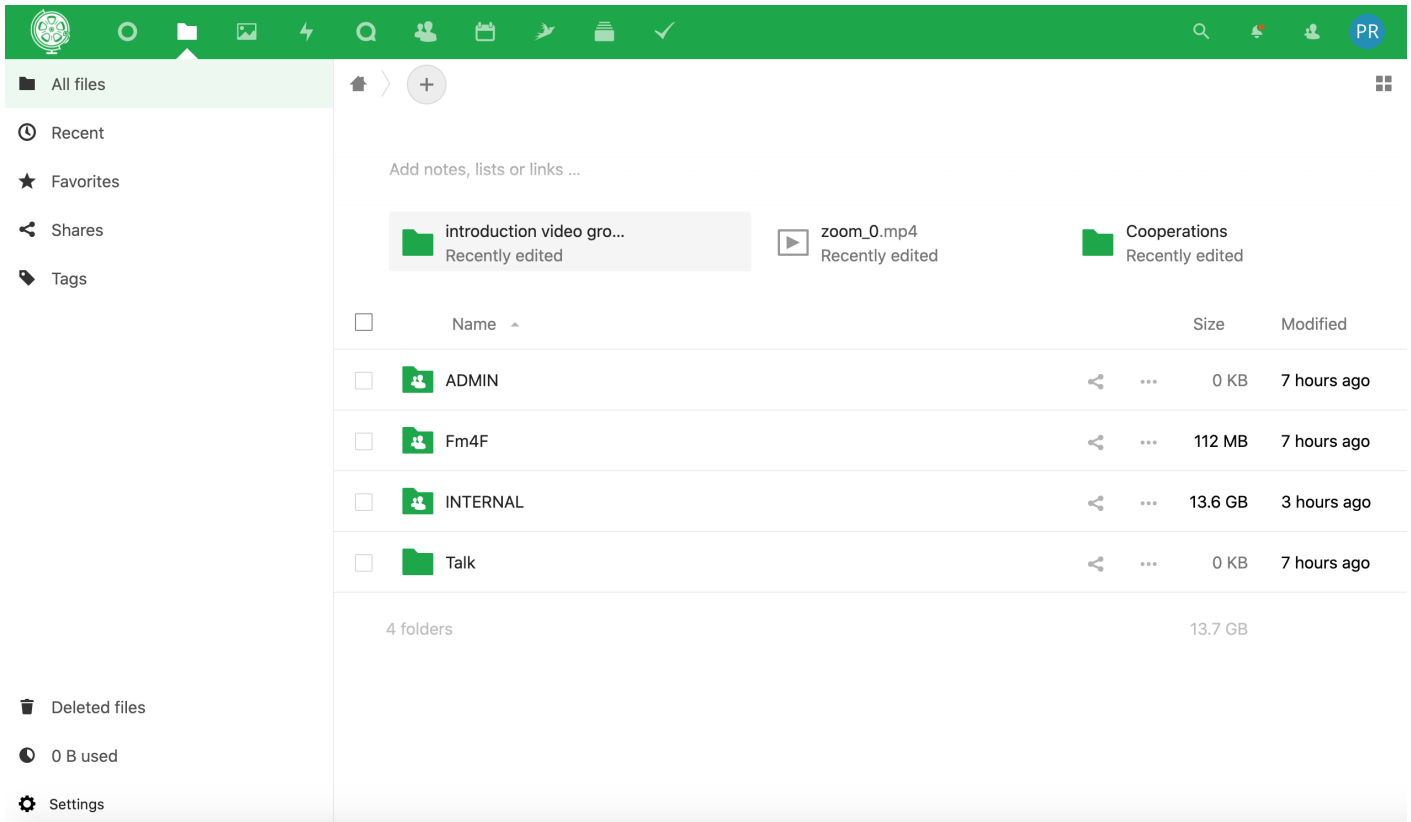 PR
All files
Recent
Favorites
Shares
Tags
Add notes, lists or links ...
introduction video gro...
Recently edited
zoom_0.mp4
Recently edited
Cooperations
Recently edited
Name Size Modified
ADMIN 0 KB 7 hours ago
Fm4F 112 MB 7 hours ago
INTERNAL 13.6 GB 3 hours ago
Talk 0 KB 7 hours ago
4 folders 13.7 GB
Deleted files
0 B used
Settings